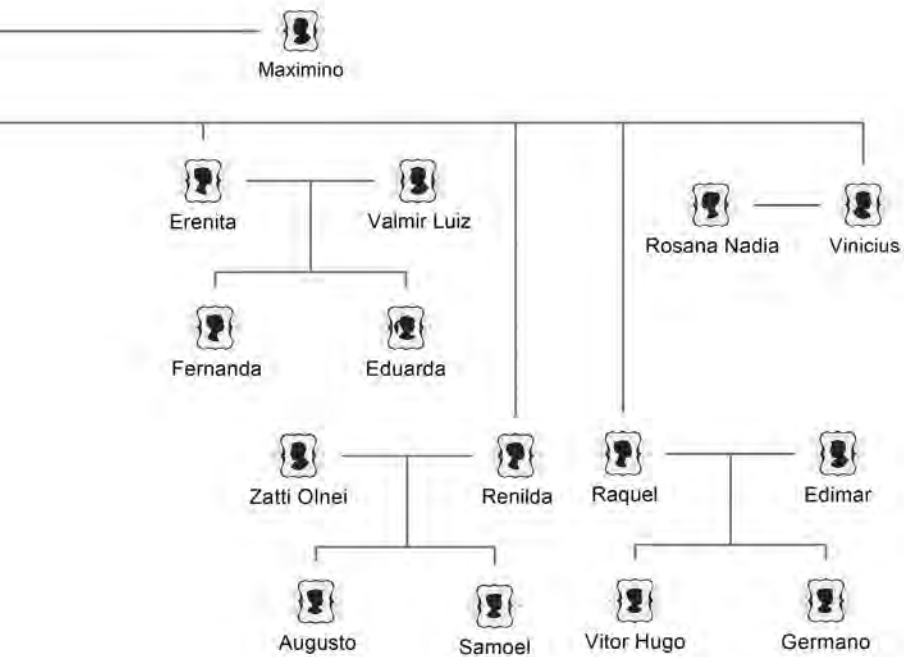 Maximino
Erenita
Valmir Luiz
Rosana Nadia
Vinicius
Fernanda
Eduarda
Zatti Olnei
Renilda
Raquel
Edimar
Augusto
Samoel
Vitor Hugo
Germano